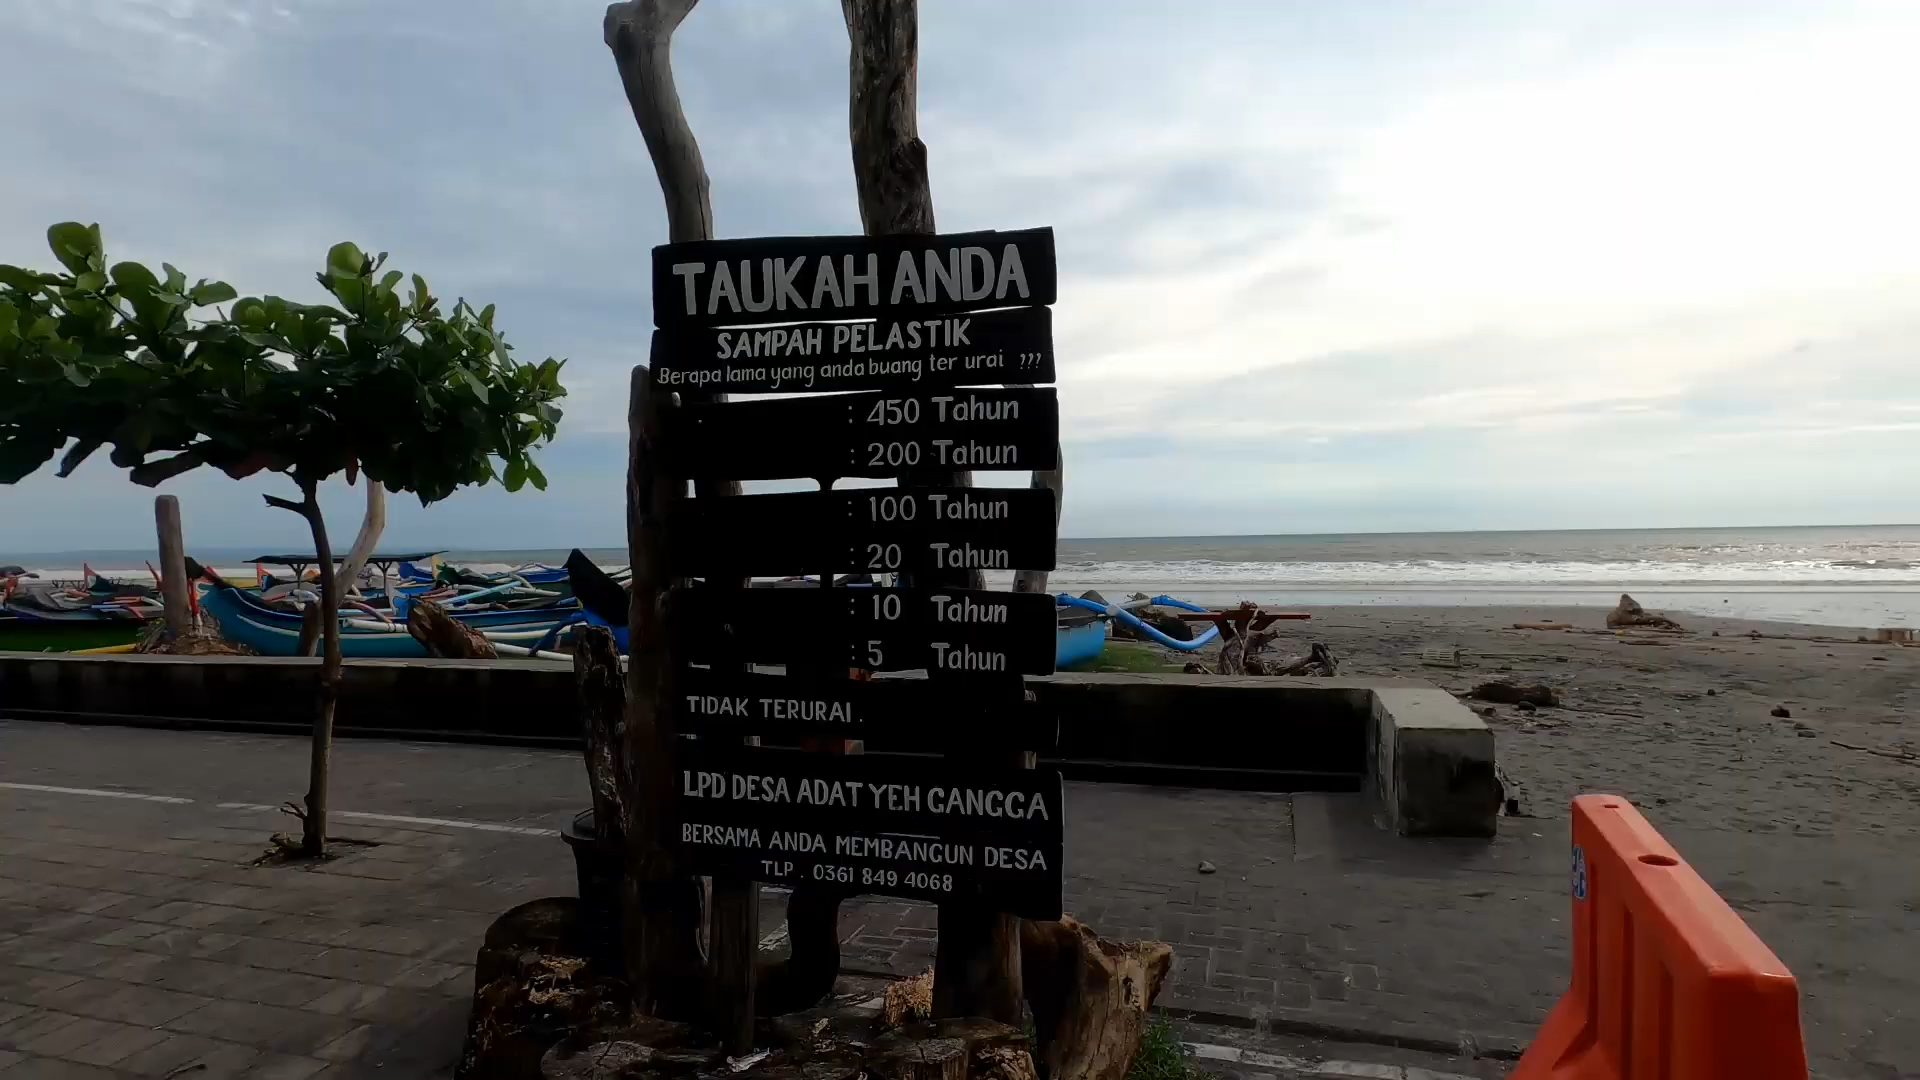 TAUKAH ANDA
SAMPAH PELASTIK
Berapa lama yang anda buang ter urai ???
: 450 Tahun
: 200 Tahun
: 100 Tahun
: 20 Tahun
: 10 Tahun
: 5 Tahun
TIDAK TERURAI.
LPD DESA ADAT YEH GANGGA
BERSAMA ANDA MEMBANGUN DESA
TLP. 0361 849 4068